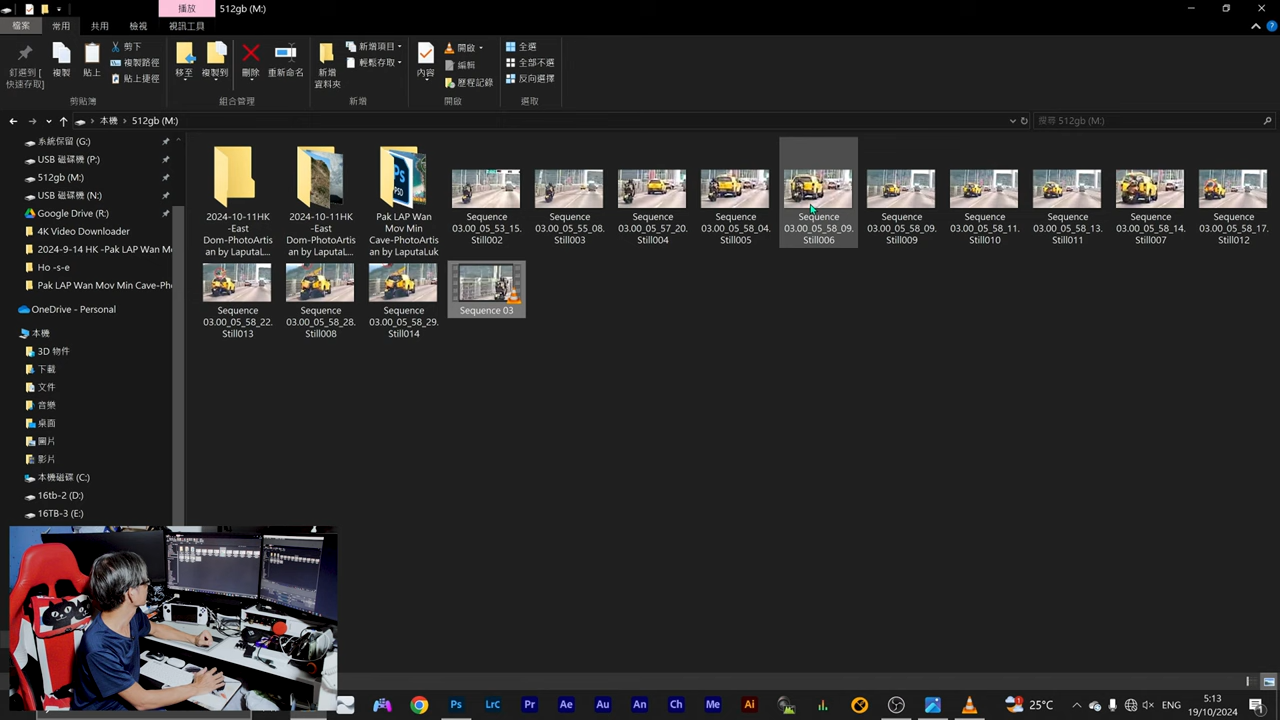 播放
512gb (M:)
檔案
常用
共用
檢視
視訊工具
釘選到 [
快速存取]
複製
貼上
剪下
複製路徑
貼上捷徑
剪貼簿
移至
複製到
刪除
重新命名
組合管理
新增
資料夾
新增項目
輕鬆存取
新增
內容
開啟
編輯
歷程記錄
開啟
全選
全部不選
反向選擇
選取
本機
512gb (M:)
搜尋 512gb (M:)
系統保留 (G:)
USB 磁碟機 (P:)
512gb (M:)
USB 磁碟機 (N:)
Google Drive (R:)
4K Video Downloader
2024-9-14 HK -Pak LAP Wan M
Ho -s-e
Pak LAP Wan Mov Min Cave-Ph
OneDrive - Personal
本機
3D 物件
下載
文件
音樂
桌面
圖片
影片
本機磁碟 (C:)
16tb-2 (D:)
16TB-3 (E:)
2024-10-11HK
-East
Dom-PhotoArtis
an by LaputaL...
2024-10-11HK
-East
Dom-PhotoArtis
an by LaputaL...
Pak LAP Wan
Mov Min
Cave-PhotoArtis
an by LaputaLuk
Sequence
03.00_05_53_15.
Still002
Sequence
03.00_05_55_08.
Still003
Sequence
03.00_05_57_20.
Still004
Sequence
03.00_05_58_04.
Still005
Sequence
03.00_05_58_09.
Still006
Sequence
03.00_05_58_09.
Still009
Sequence
03.00_05_58_11.
Still010
Sequence
03.00_05_58_13.
Still011
Sequence
03.00_05_58_14.
Still007
Sequence
03.00_05_58_17.
Still012
Sequence
03.00_05_58_22.
Still013
Sequence
03.00_05_58_28.
Still008
Sequence
03.00_05_58_29.
Still014
Sequence 03
PSD
Ps
Ps
LrC
Pr
Ae
Au
An
Ch
Me
Ai
25°C
ENG
5:13
19/10/2024